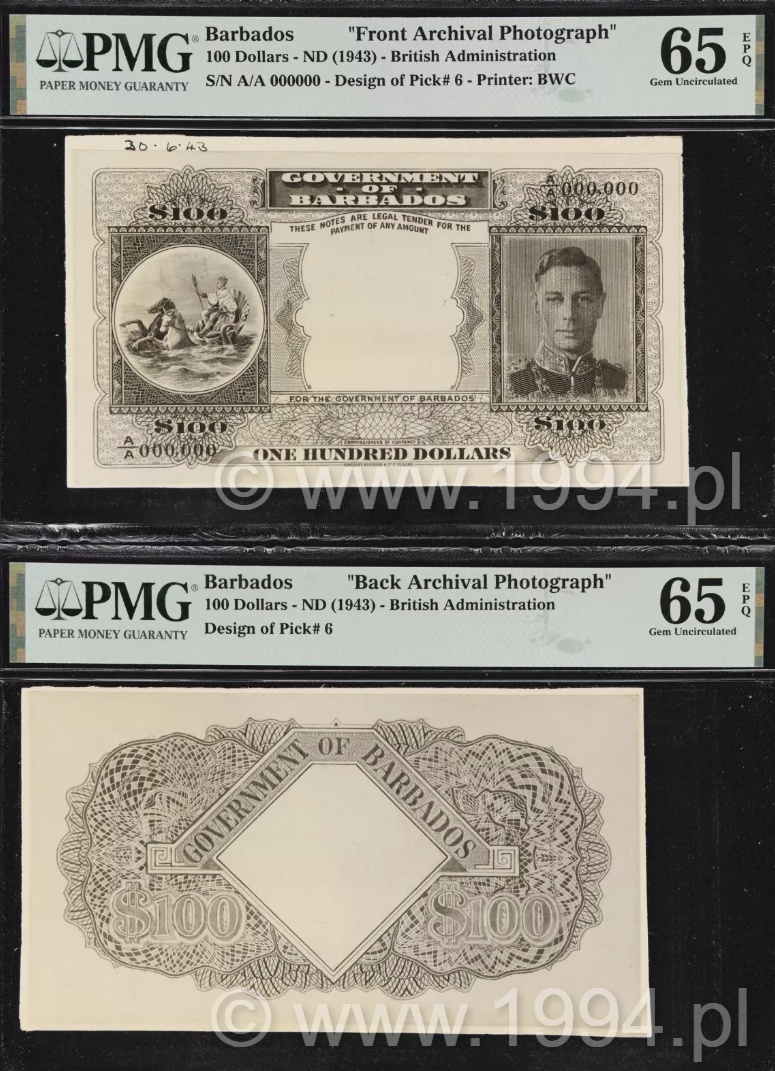 PMG®
PAPER MONEY GUARANTY
Barbados "Front Archival Photograph"
100 Dollars - ND (1943) - British Administration
S/N A/A 000000 - Design of Pick# 6 - Printer: BWC
65 EPQ
Gem Uncirculated
30·6·43
GOVERNMENT
· OF ·
BARBADOS
A/A 000,000
$100
$100
THESE NOTES ARE LEGAL TENDER FOR THE
PAYMENT OF ANY AMOUNT
FOR THE GOVERNMENT OF BARBADOS
$100
$100
A/A 000,000
COMMISSIONERS OF CURRENCY
ONE HUNDRED DOLLARS
© www.1994.pl
PMG®
PAPER MONEY GUARANTY
Barbados "Back Archival Photograph"
100 Dollars - ND (1943) - British Administration
Design of Pick# 6
65 EPQ
Gem Uncirculated
GOVERNMENT OF BARBADOS
$100
$100
© www.1994.pl